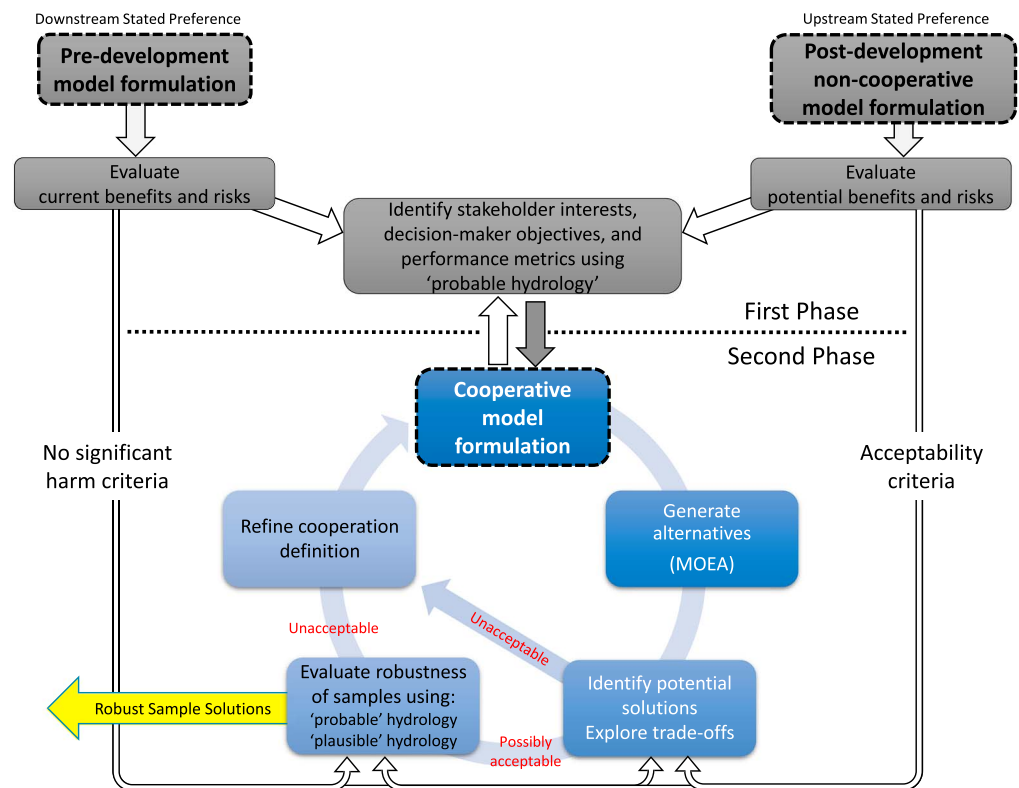 Downstream Stated Preference
Upstream Stated Preference
Pre-development
model formulation
Post-development
non-cooperative
model formulation
Evaluate
current benefits and risks
Evaluate
potential benefits and risks
Identify stakeholder interests,
decision-maker objectives, and
performance metrics using
‘probable hydrology’
First Phase
Second Phase
Cooperative
model
formulation
No significant
harm criteria
Acceptability
criteria
Refine cooperation
definition
Generate
alternatives
(MOEA)
Unacceptable
Unacceptable
Evaluate robustness
of samples using:
‘probable’ hydrology
‘plausible’ hydrology
Identify potential
solutions
Explore trade-offs
Robust Sample Solutions
Possibly
acceptable